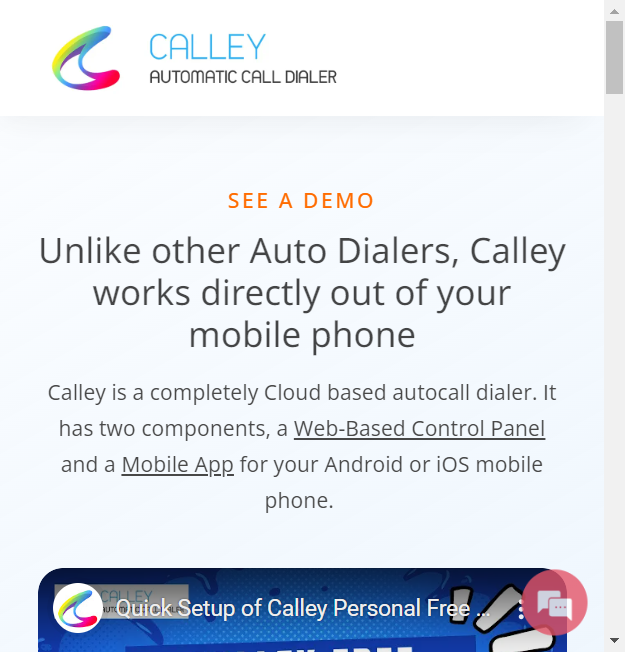 CALLEY
AUTOMATIC CALL DIALER
SEE A DEMO
Unlike other Auto Dialers, Calley
works directly out of your
mobile phone
Calley is a completely Cloud based autocall dialer. It
has two components, a Web-Based Control Panel
and a Mobile App for your Android or iOS mobile
phone.
CALLEY
Quick Setup of Calley Personal Free ...